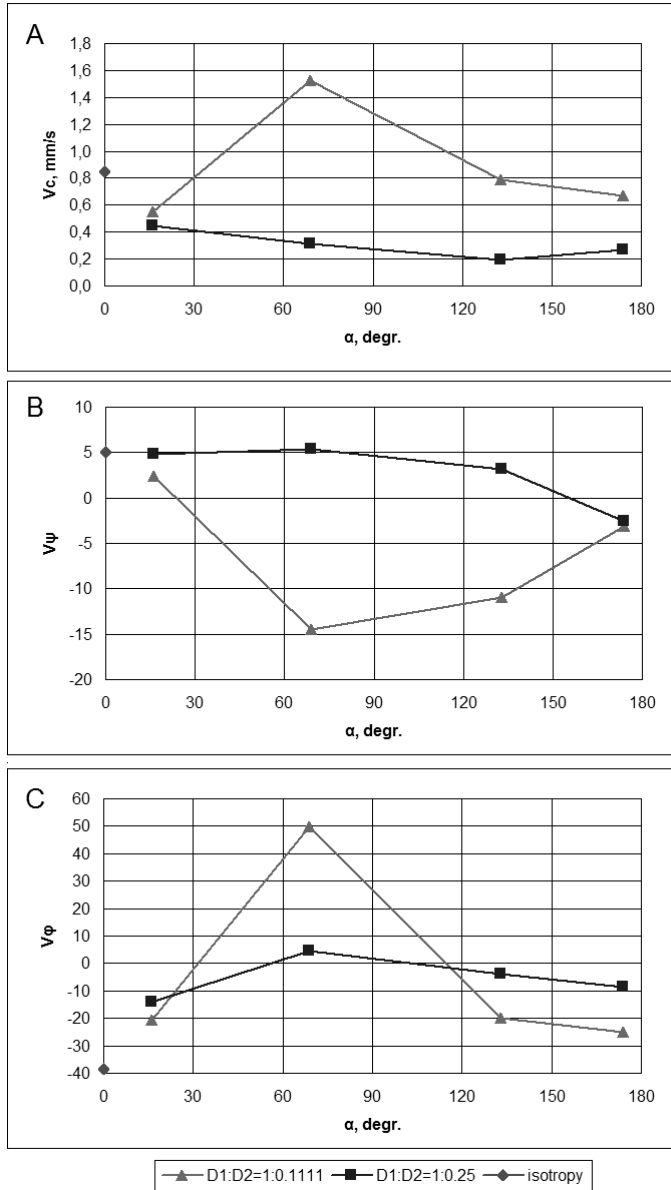 A
1,8
1,6
1,4
1,2
1,0
0,8
0,6
0,4
0,2
0,0
Vc, mm/s
0 30 60 90 120 150 180
α, degr.
B
10
5
0
-5
-10
-15
-20
Vψ
0 30 60 90 120 150 180
α, degr.
C
60
50
40
30
20
10
0
-10
-20
-30
-40
Vφ
0 30 60 90 120 150 180
α, degr.
D1:D2=1:0.1111 D1:D2=1:0.25 isotropy